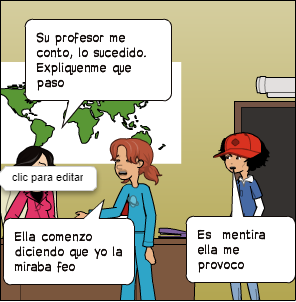 Su profesor me
conto, lo sucedido.
Expliquenme que
paso
clic para editar
Ella comenzo
diciendo que yo la
miraba feo
Es mentira
ella me
provoco